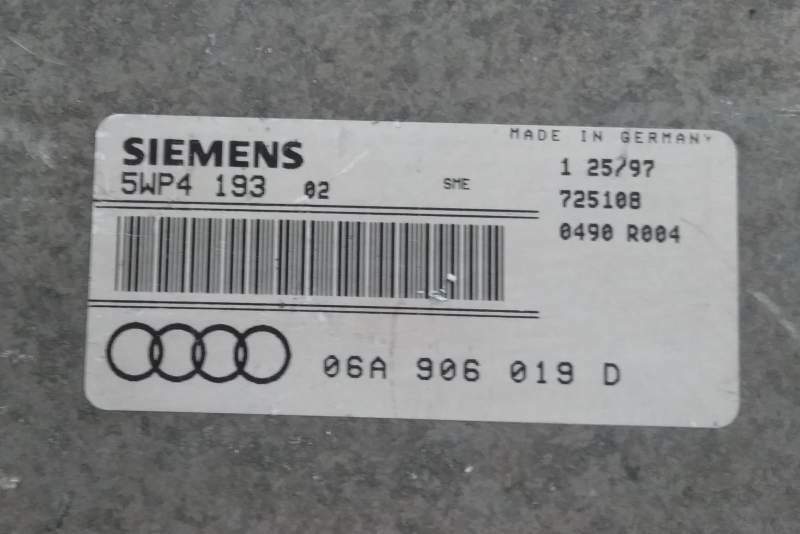 MADE IN GERMANY
SIEMENS
1 25/97
5WP4 193 02 SME
725108
0490 R004
06A 906 019 D